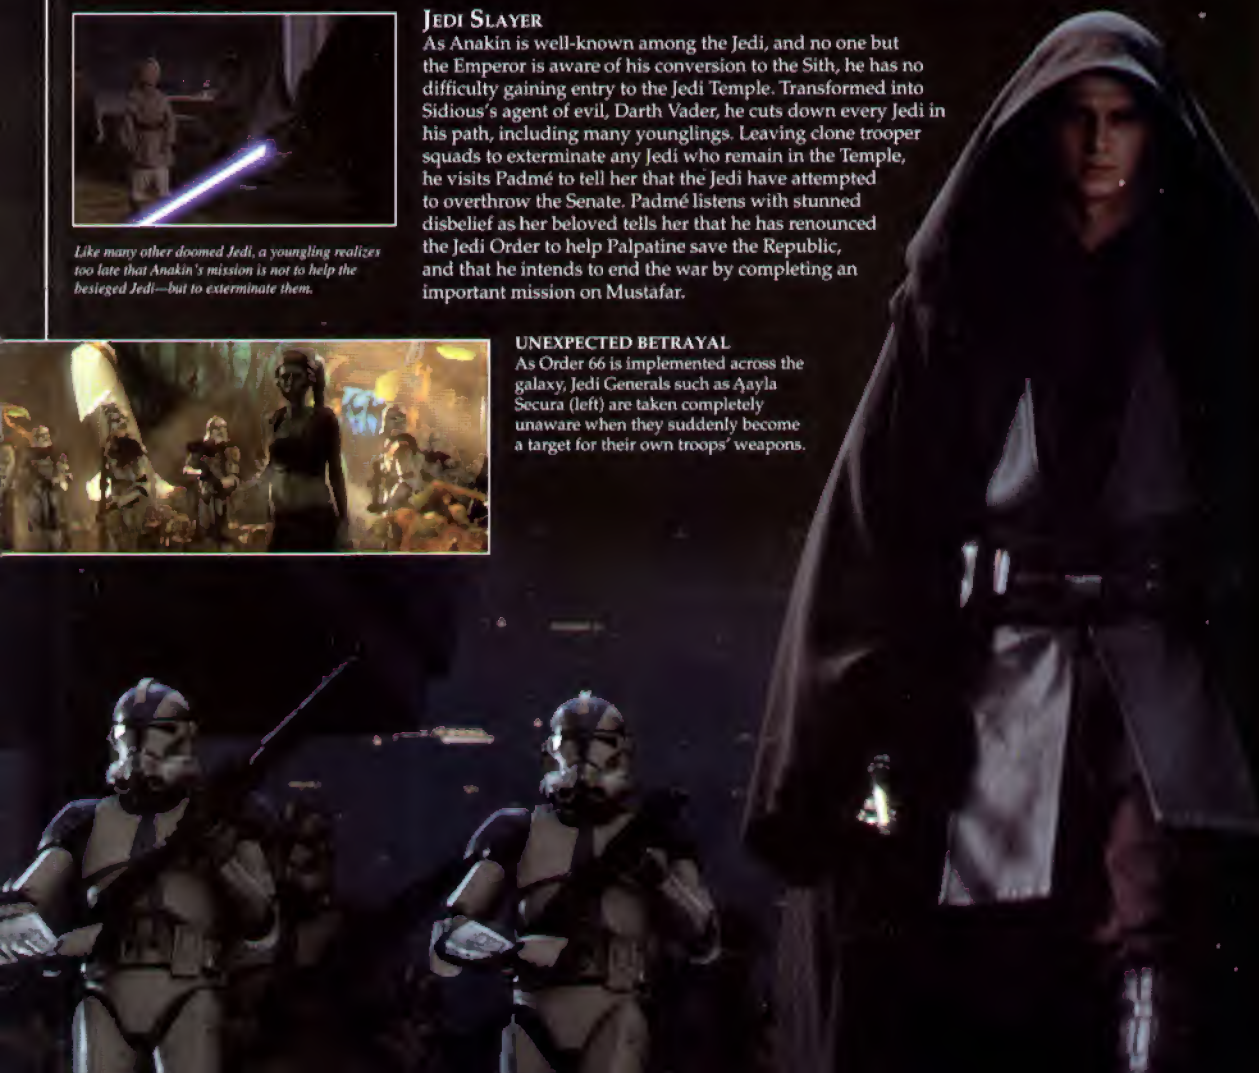 JEDI SLAYER
As Anakin is well-known among the Jedi, and no one but
the Emperor is aware of his conversion to the Sith, he has no
difficulty gaining entry to the Jedi Temple. Transformed into
Sidious's agent of evil, Darth Vader, he cuts down every Jedi in
his path, including many younglings. Leaving clone trooper
squads to exterminate any Jedi who remain in the Temple,
he visits Padmé to tell her that the Jedi have attempted
to overthrow the Senate. Padmé listens with stunned
disbelief as her beloved tells her that he has renounced
the Jedi Order to help Palpatine save the Republic,
and that he intends to end the war by completing an
important mission on Mustafar.
Like many other doomed Jedi, a youngling realizes
too late that Anakin's mission is not to help the
besieged Jedi—but to exterminate them.
UNEXPECTED BETRAYAL
As Order 66 is implemented across the
galaxy, Jedi Generals such as Aayla
Secura (left) are taken completely
unaware when they suddenly become
a target for their own troops' weapons.